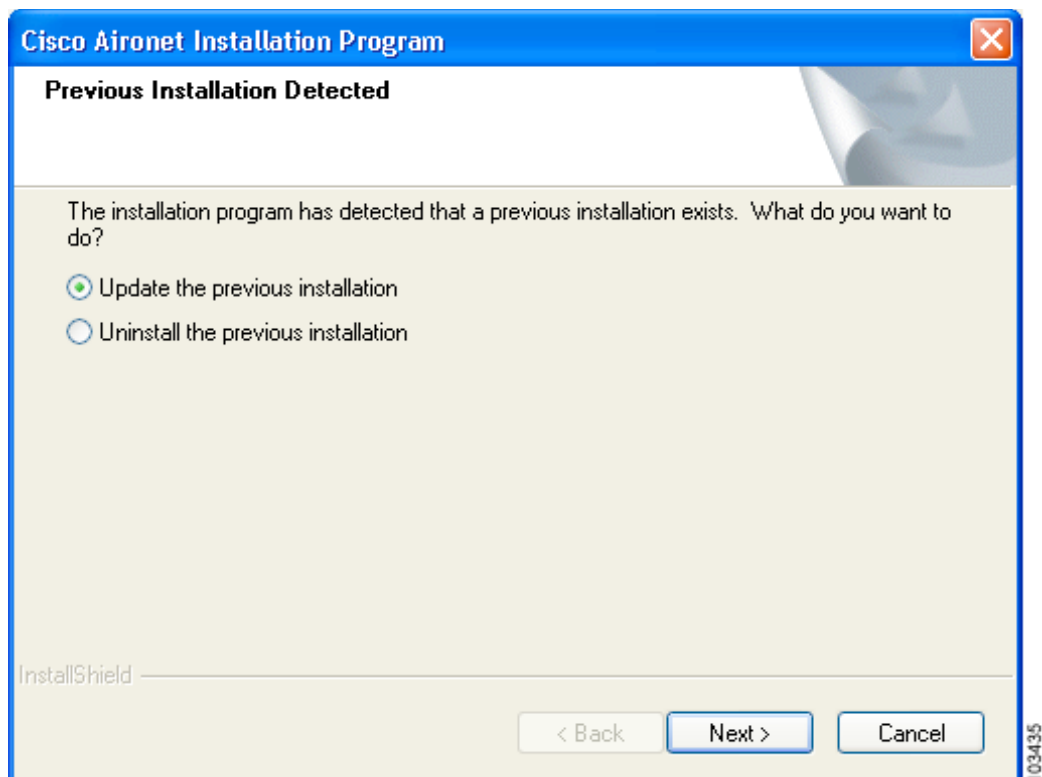 Cisco Aironet Installation Program
Previous Installation Detected
The installation program has detected that a previous installation exists. What do you want to
do?
Update the previous installation
Uninstall the previous installation
InstallShield
< Back
Next >
Cancel
103435